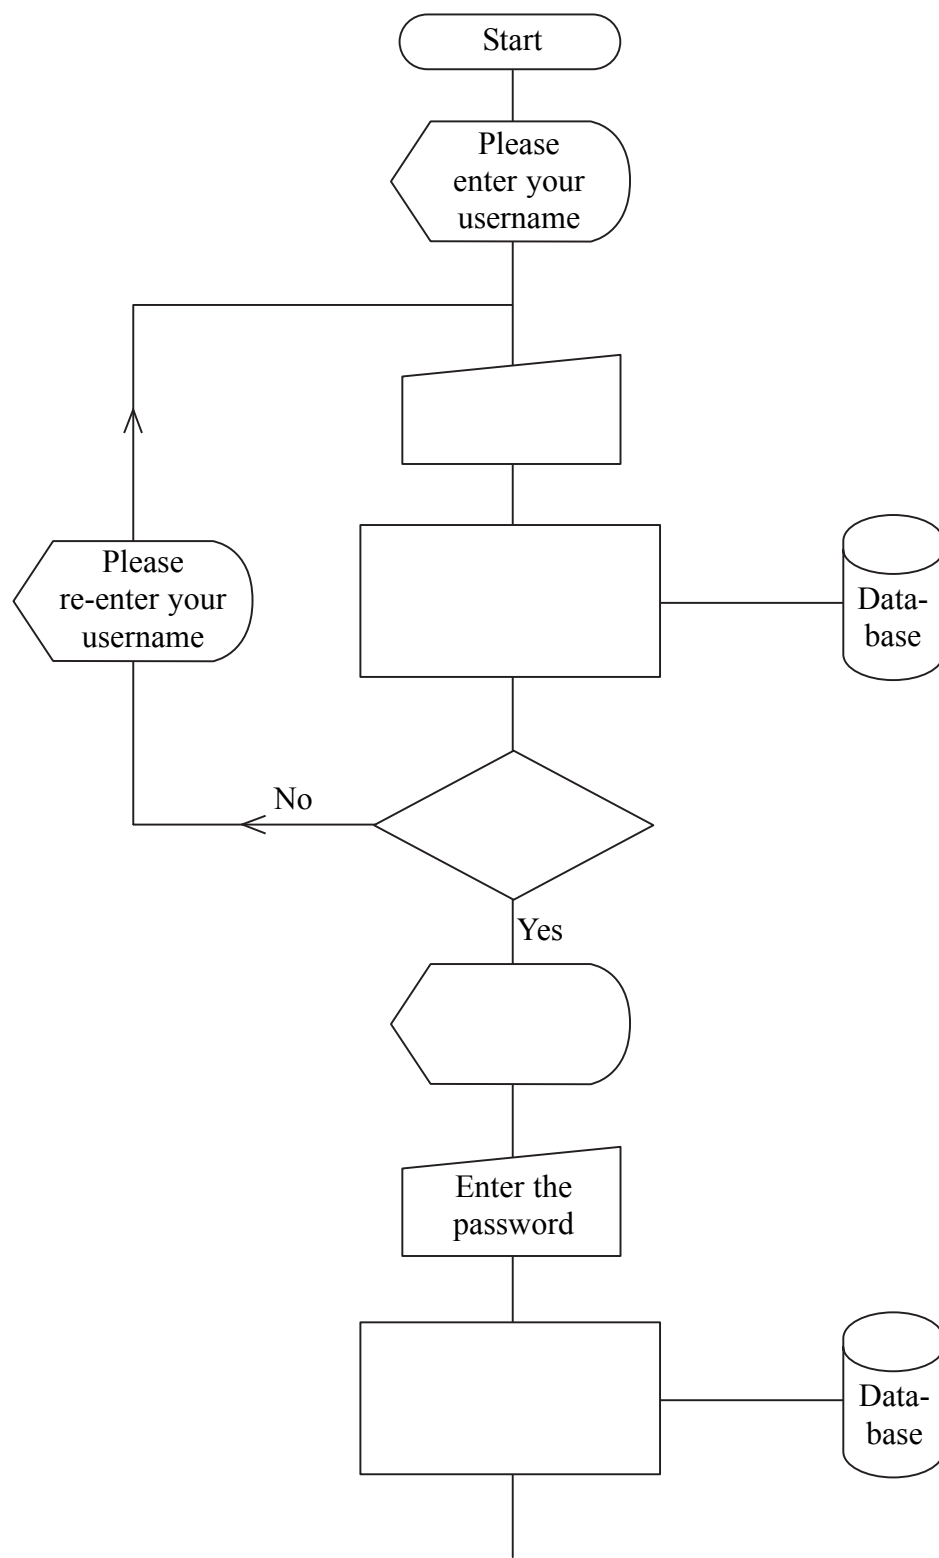 Start
Please
enter your
username
Please
re-enter your
username
Data-
base
No
Yes
Enter the
password
Data-
base